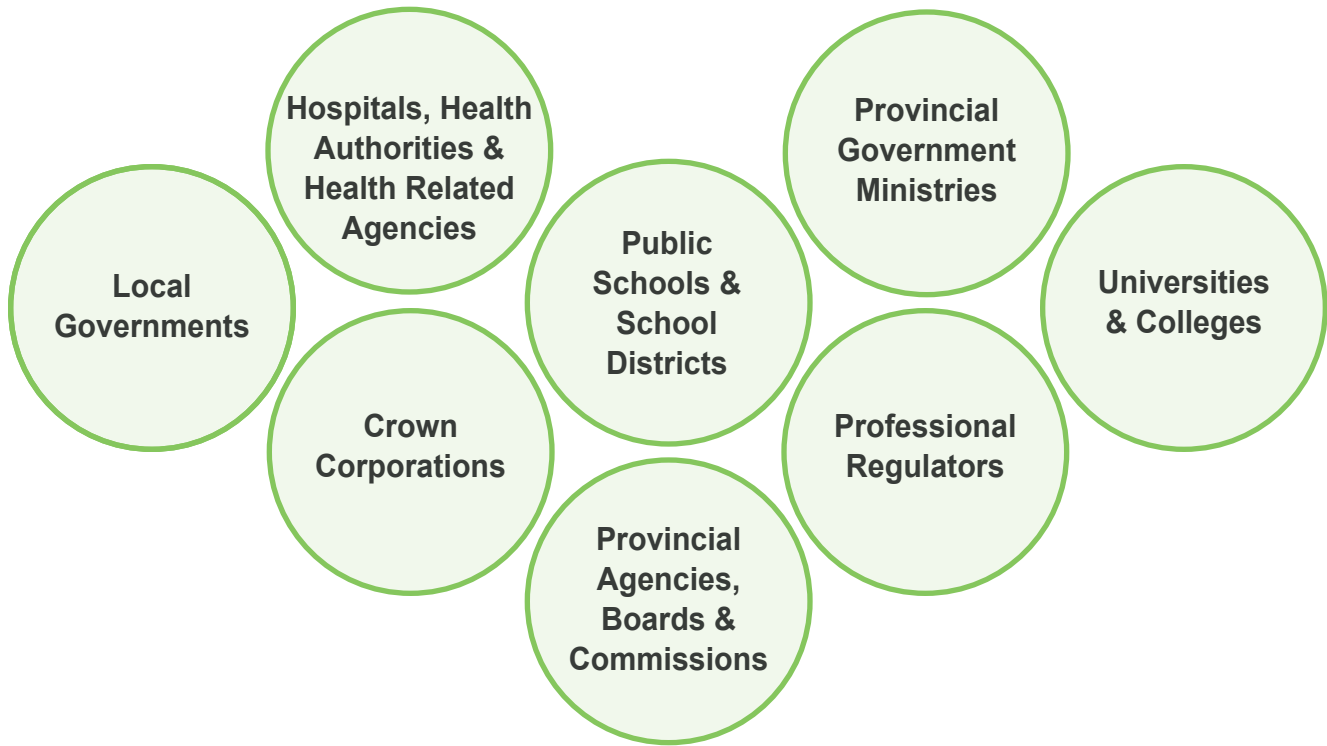 Hospitals, Health
Authorities &
Health Related
Agencies
Provincial
Government
Ministries
Local
Governments
Public
Schools &
School
Districts
Universities
& Colleges
Crown
Corporations
Professional
Regulators
Provincial
Agencies,
Boards &
Commissions